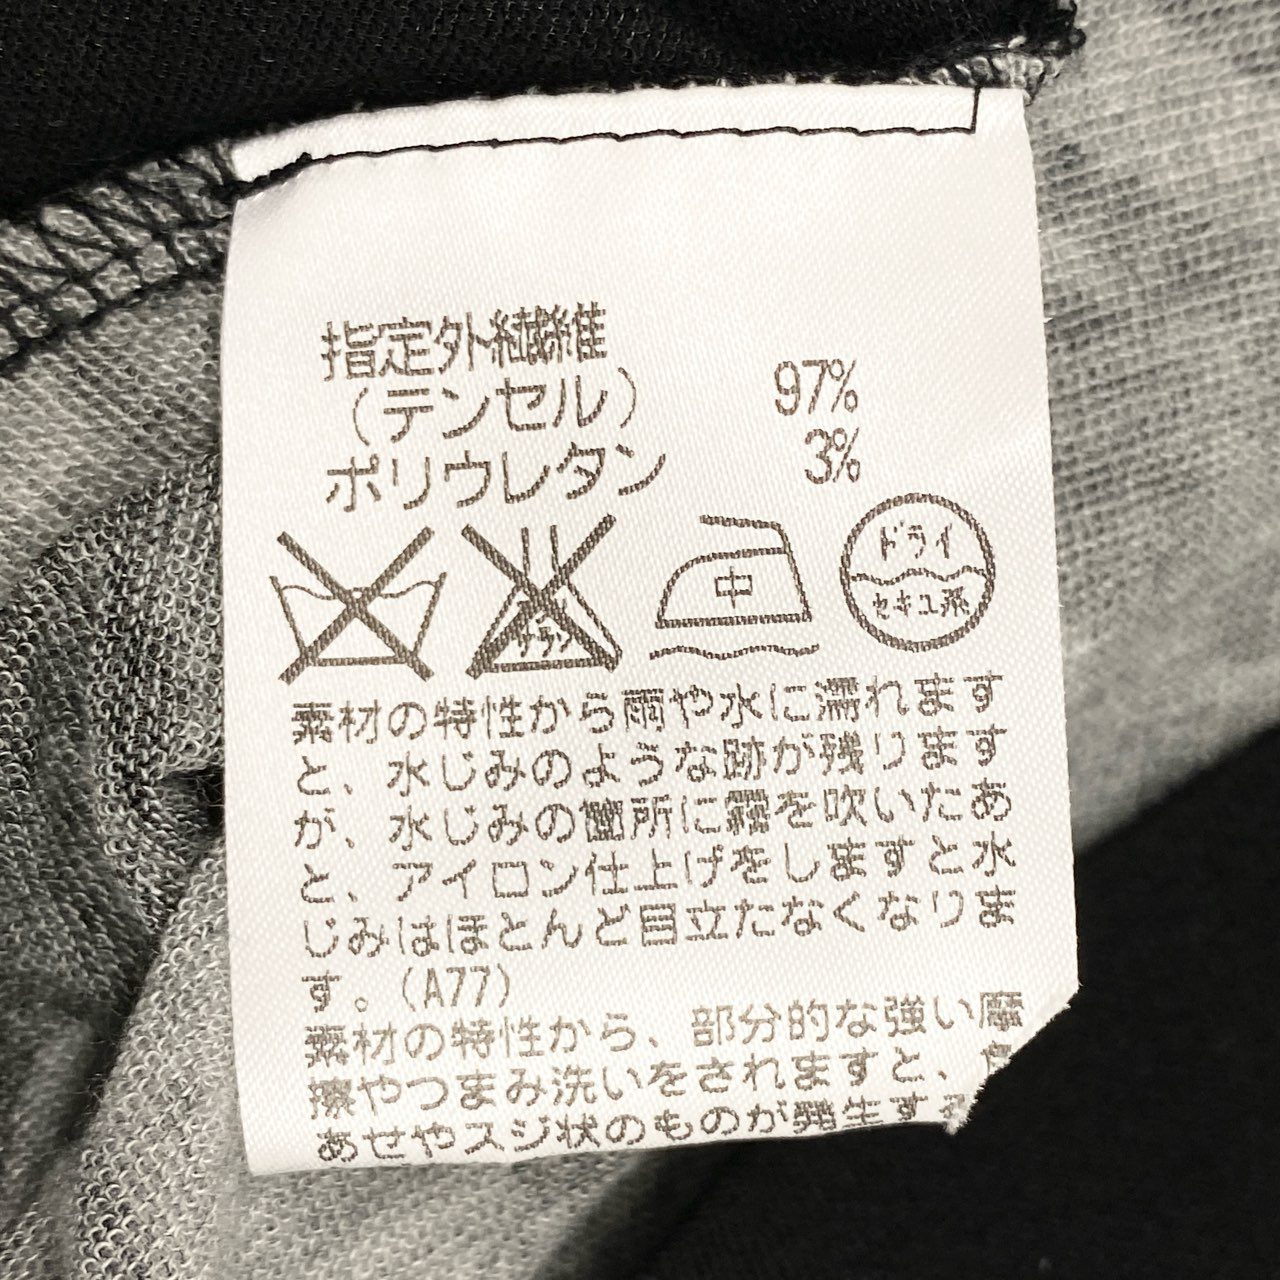 指定外繊維
(テンセル) 97%
ポリウレタン 3%
中
ドライ
セキユ系
素材の特性から雨や水に濡れます
と、水じみのような跡が残ります
が、水じみの箇所に霧を吹いたあ
と、アイロン仕上げをしますと水
じみはほとんど目立たなくなりま
す。(A77)
素材の特性から、部分的な強い摩
擦やつまみ洗いをされますと、
あせやスジ状のものが発生す